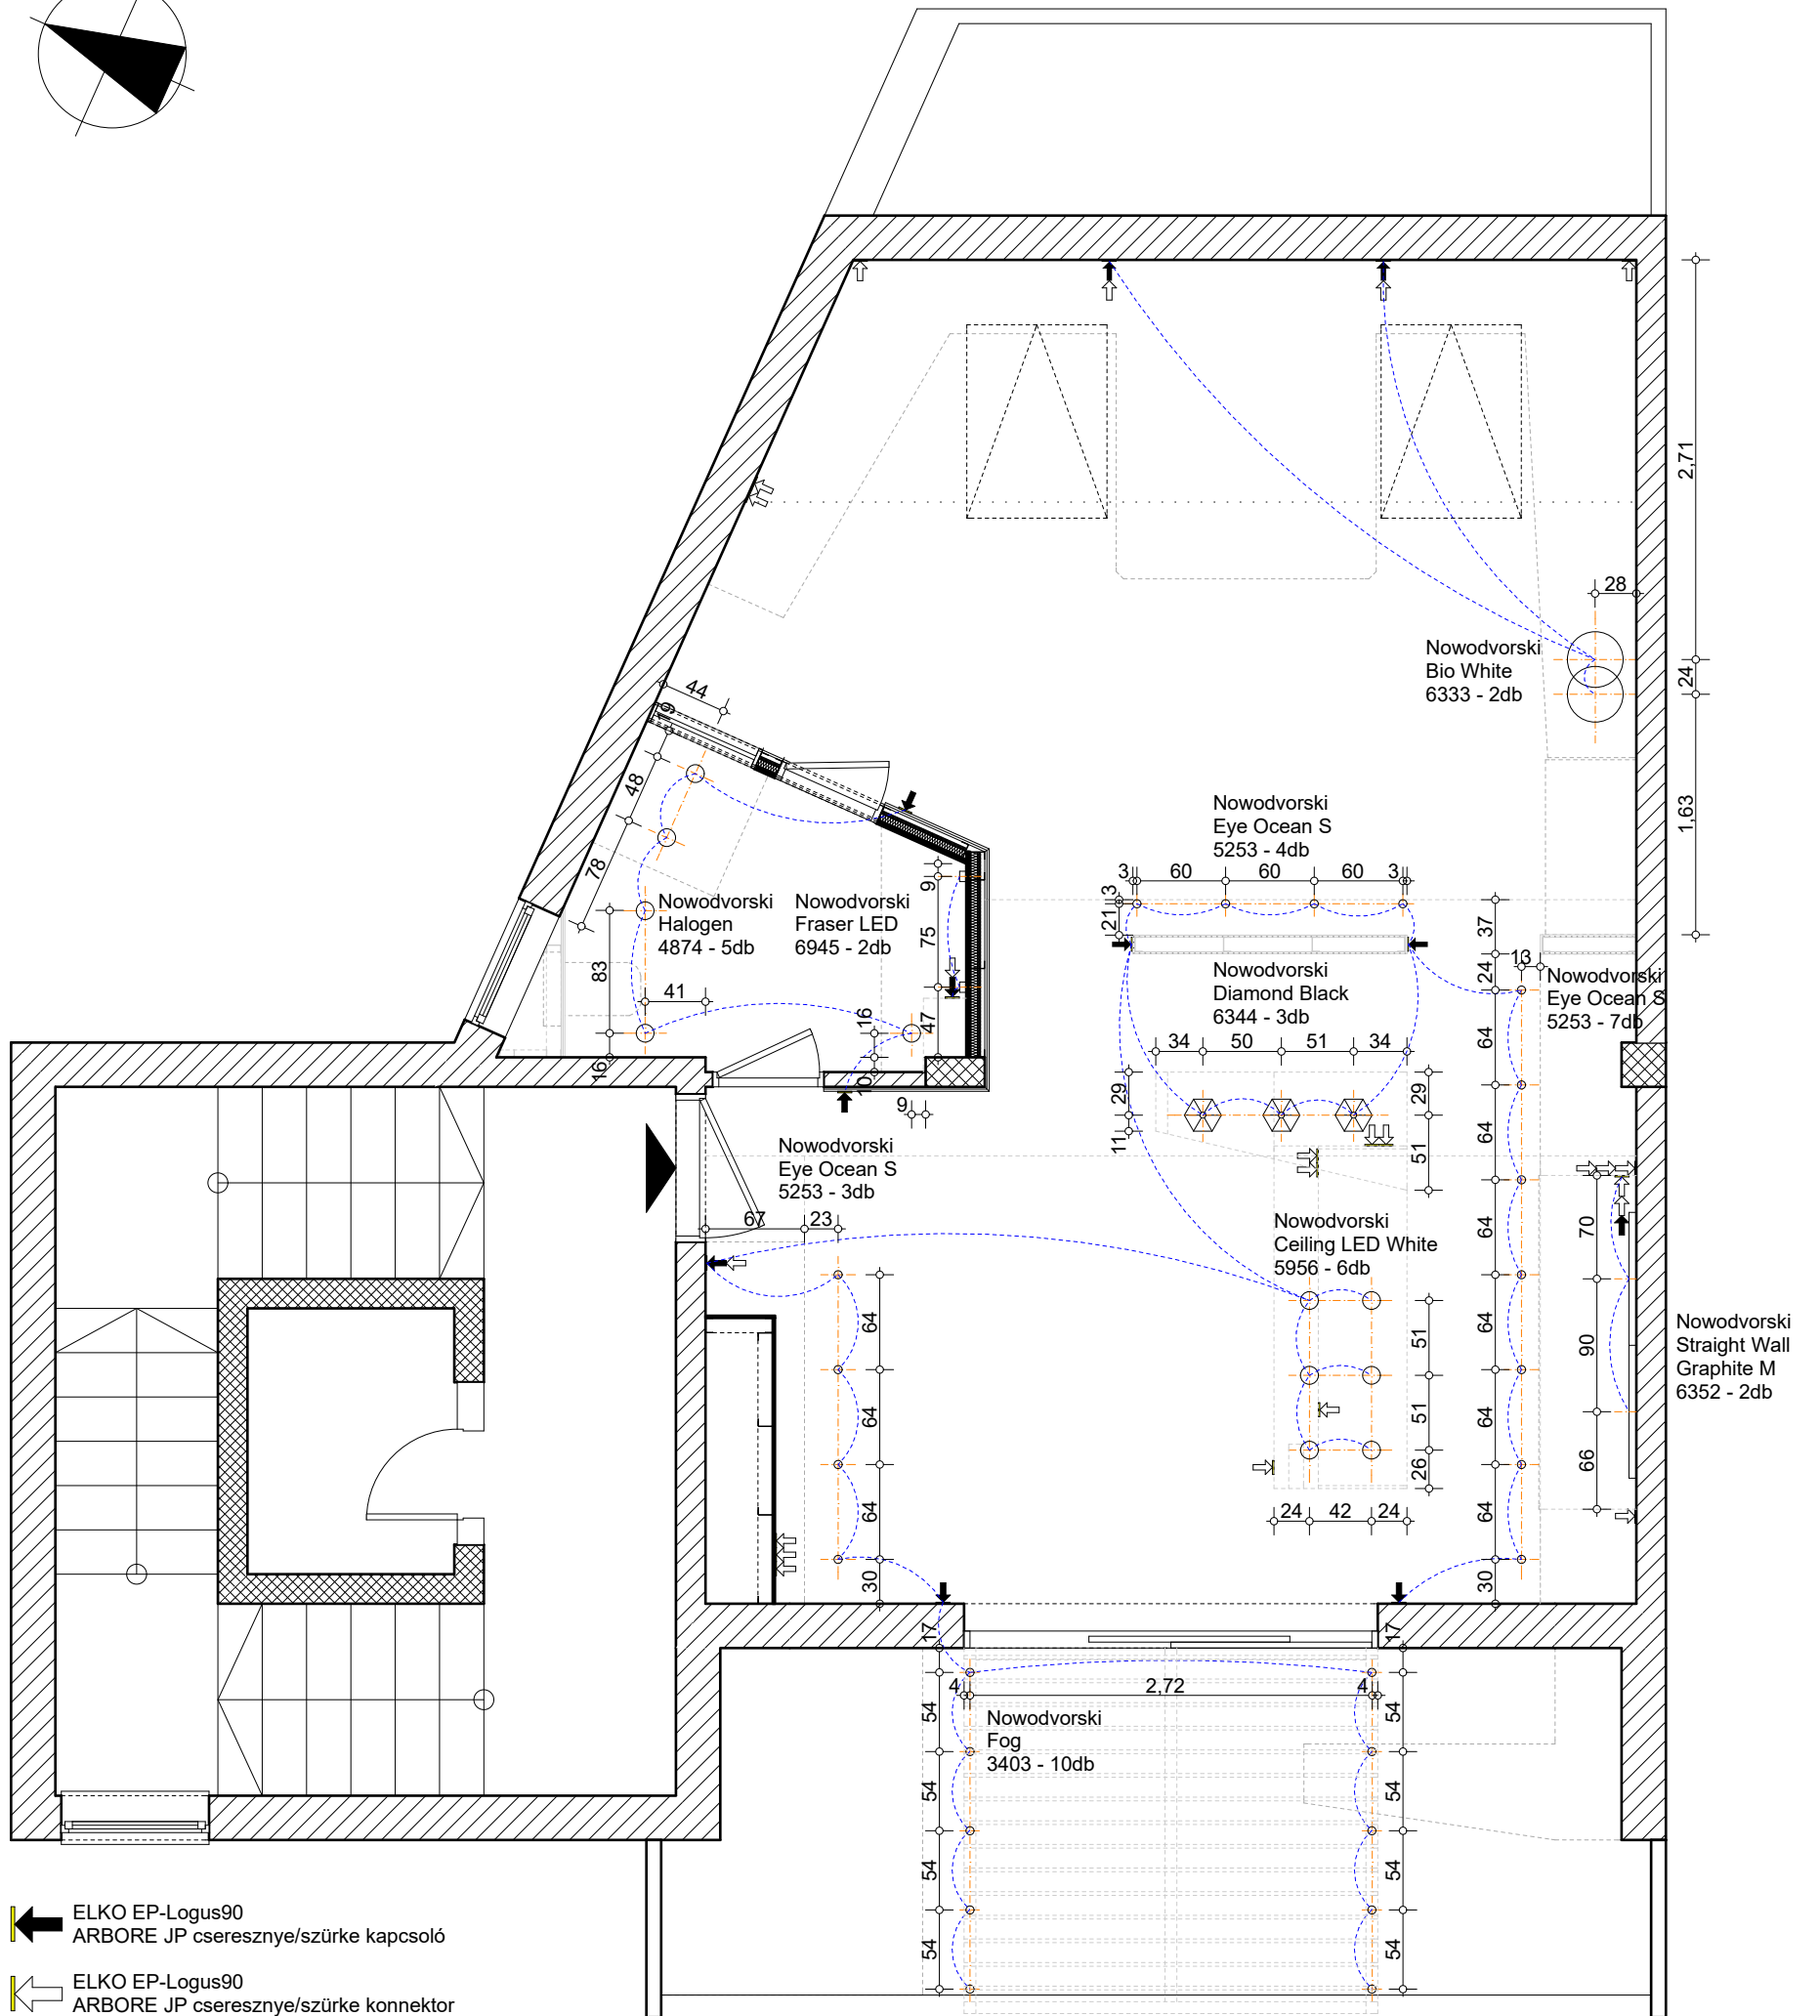 2,71
28
Nowodvorski
Bio White
6333 - 2db
24
44
9
48
78
1,63
Nowodvorski
Eye Ocean S
5253 - 4db
3
60
60
60
3
3
21
Nowodvorski
Halogen
4874 - 5db
Nowodvorski
Fraser LED
6945 - 2db
9
75
47
83
41
16
16
10
9
37
24
13
Nowodvorski
Diamond Black
6344 - 3db
Nowodvorski
Eye Ocean S
5253 - 7db
34
50
51
34
29
11
29
51
64
64
64
64
64
64
30
Nowodvorski
Eye Ocean S
5253 - 3db
67
23
Nowodvorski
Ceiling LED White
5956 - 6db
70
90
66
Nowodvorski
Straight Wall
Graphite M
6352 - 2db
64
64
64
30
51
51
26
24
42
24
17
17
4
2,72
4
Nowodvorski
Fog
3403 - 10db
54
54
54
54
54
54
54
54
ELKO EP-Logus90
ARBORE JP cseresznye/szürke kapcsoló
ELKO EP-Logus90
ARBORE JP cseresznye/szürke konnektor